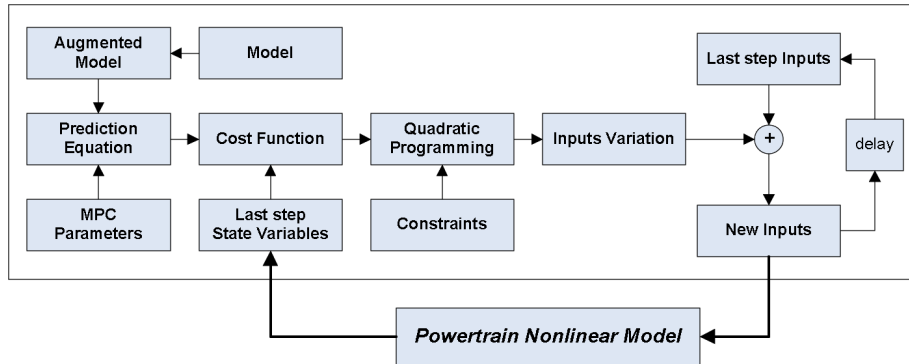 Augmented
Model
Model
Last step Inputs
Prediction
Equation
Cost Function
Quadratic
Programming
Inputs Variation
+
delay
MPC
Parameters
Last step
State Variables
Constraints
New Inputs
Powertrain Nonlinear Model